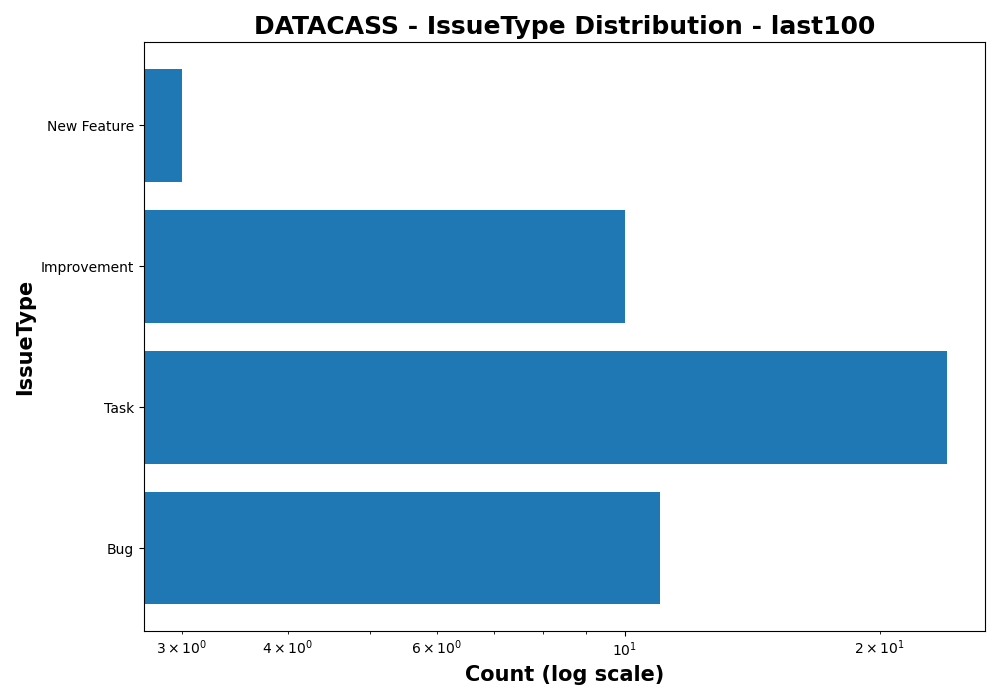 DATACASS - IssueType Distribution - last100
IssueType
New Feature
Improvement
Task
Bug
3 × 10⁰ 4 × 10⁰ 6 × 10⁰ 10¹ 2 × 10¹
Count (log scale)